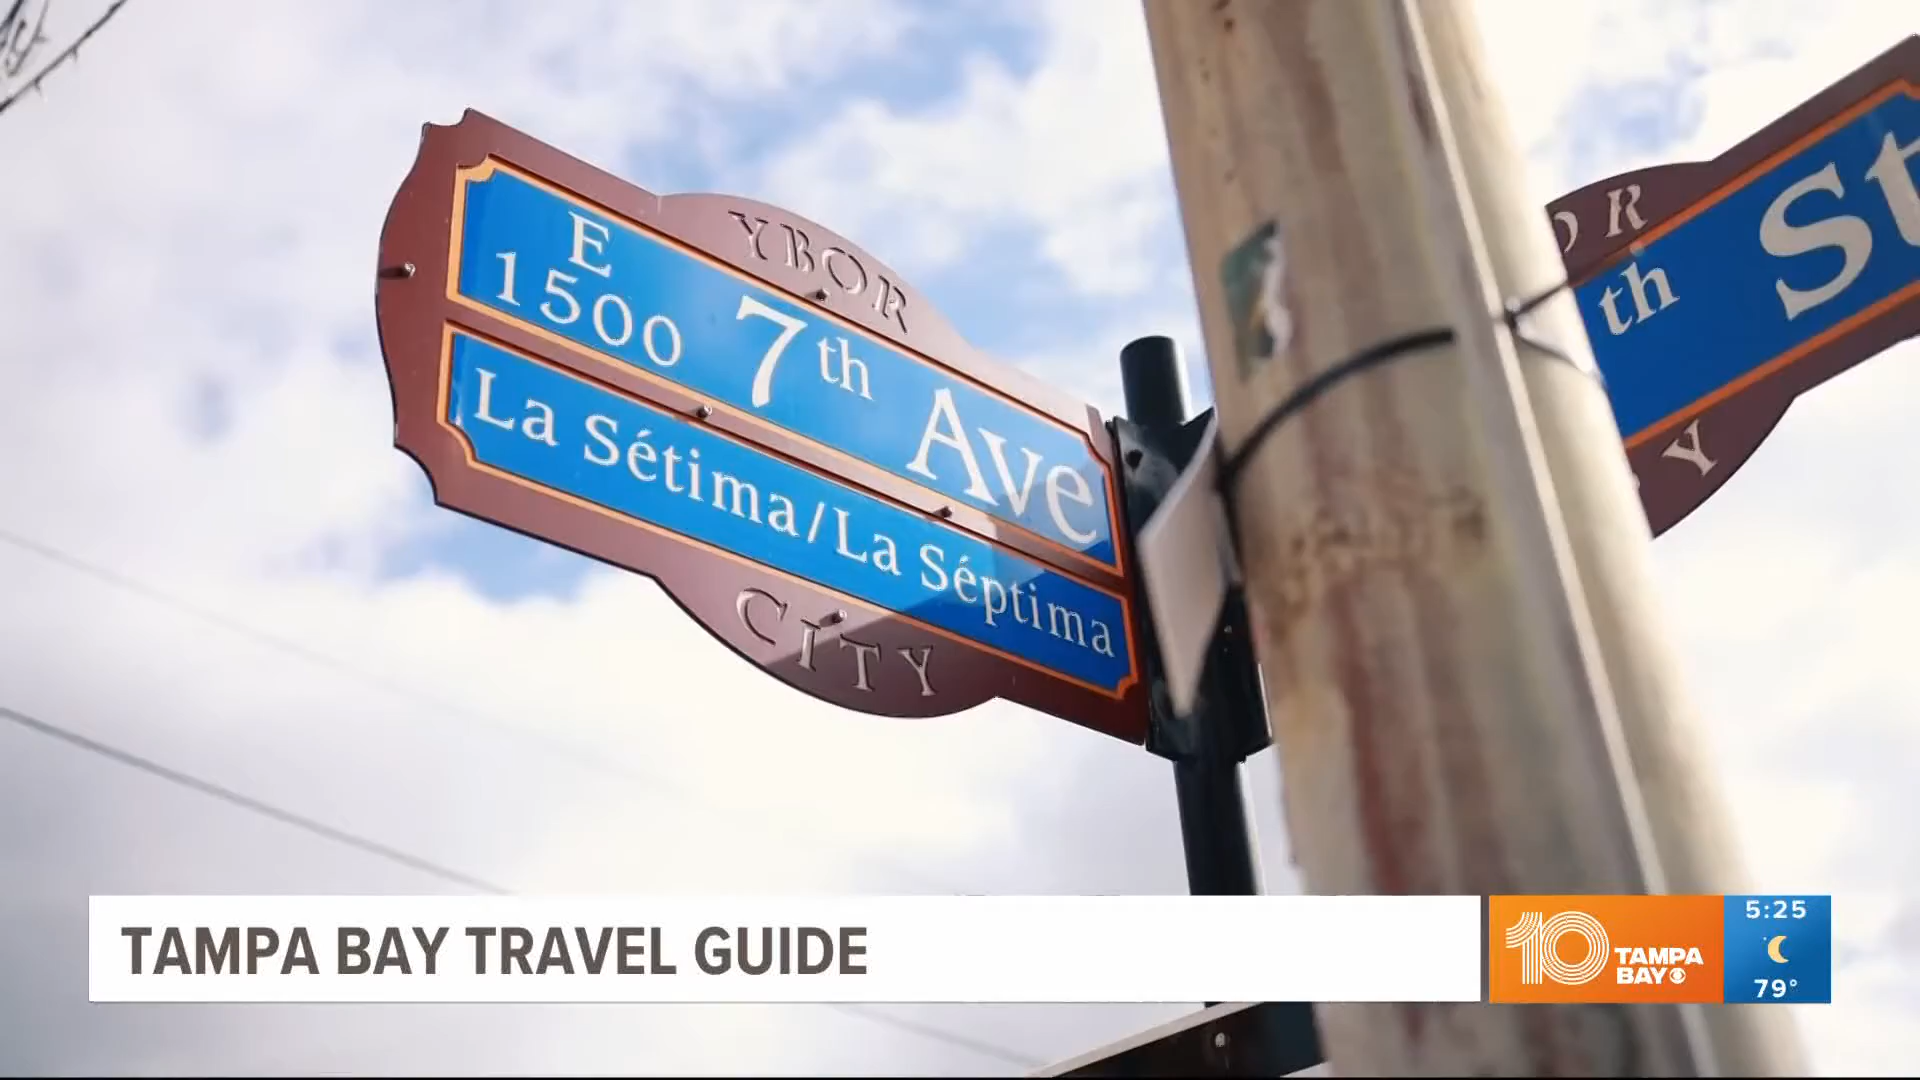 YBOR
E
1500 7th Ave
La Sétima/La Séptima
CITY
OR
th St
Y
TAMPA BAY TRAVEL GUIDE
10 TAMPA
BAY
5:25
79°